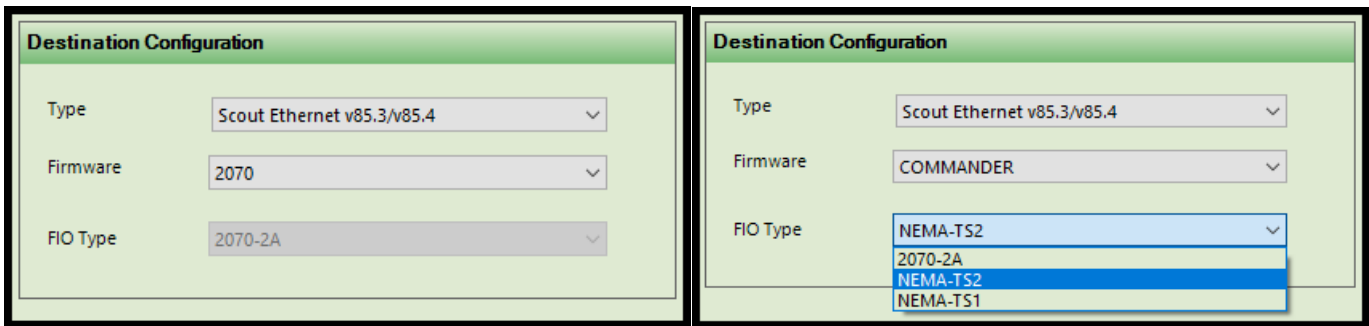 Destination Configuration
Type
Scout Ethernet v85.3/v85.4
Firmware
2070
FIO Type
2070-2A
Destination Configuration
Type
Scout Ethernet v85.3/v85.4
Firmware
COMMANDER
FIO Type
NEMA-TS2
2070-2A
NEMA-TS2
NEMA-TS1